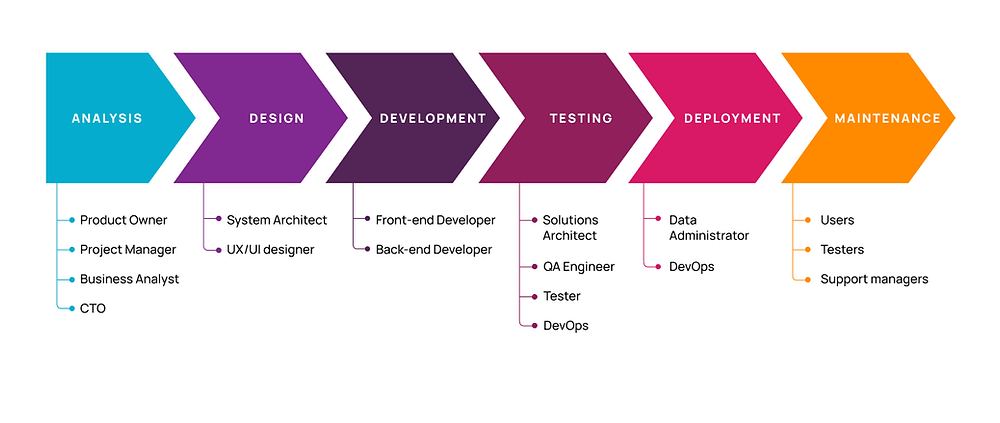 ANALYSIS
DESIGN
DEVELOPMENT
TESTING
DEPLOYMENT
MAINTENANCE
Product Owner
Project Manager
Business Analyst
CTO
System Architect
UX/UI designer
Front-end Developer
Back-end Developer
Solutions
Architect
QA Engineer
Tester
DevOps
Data
Administrator
DevOps
Users
Testers
Support managers